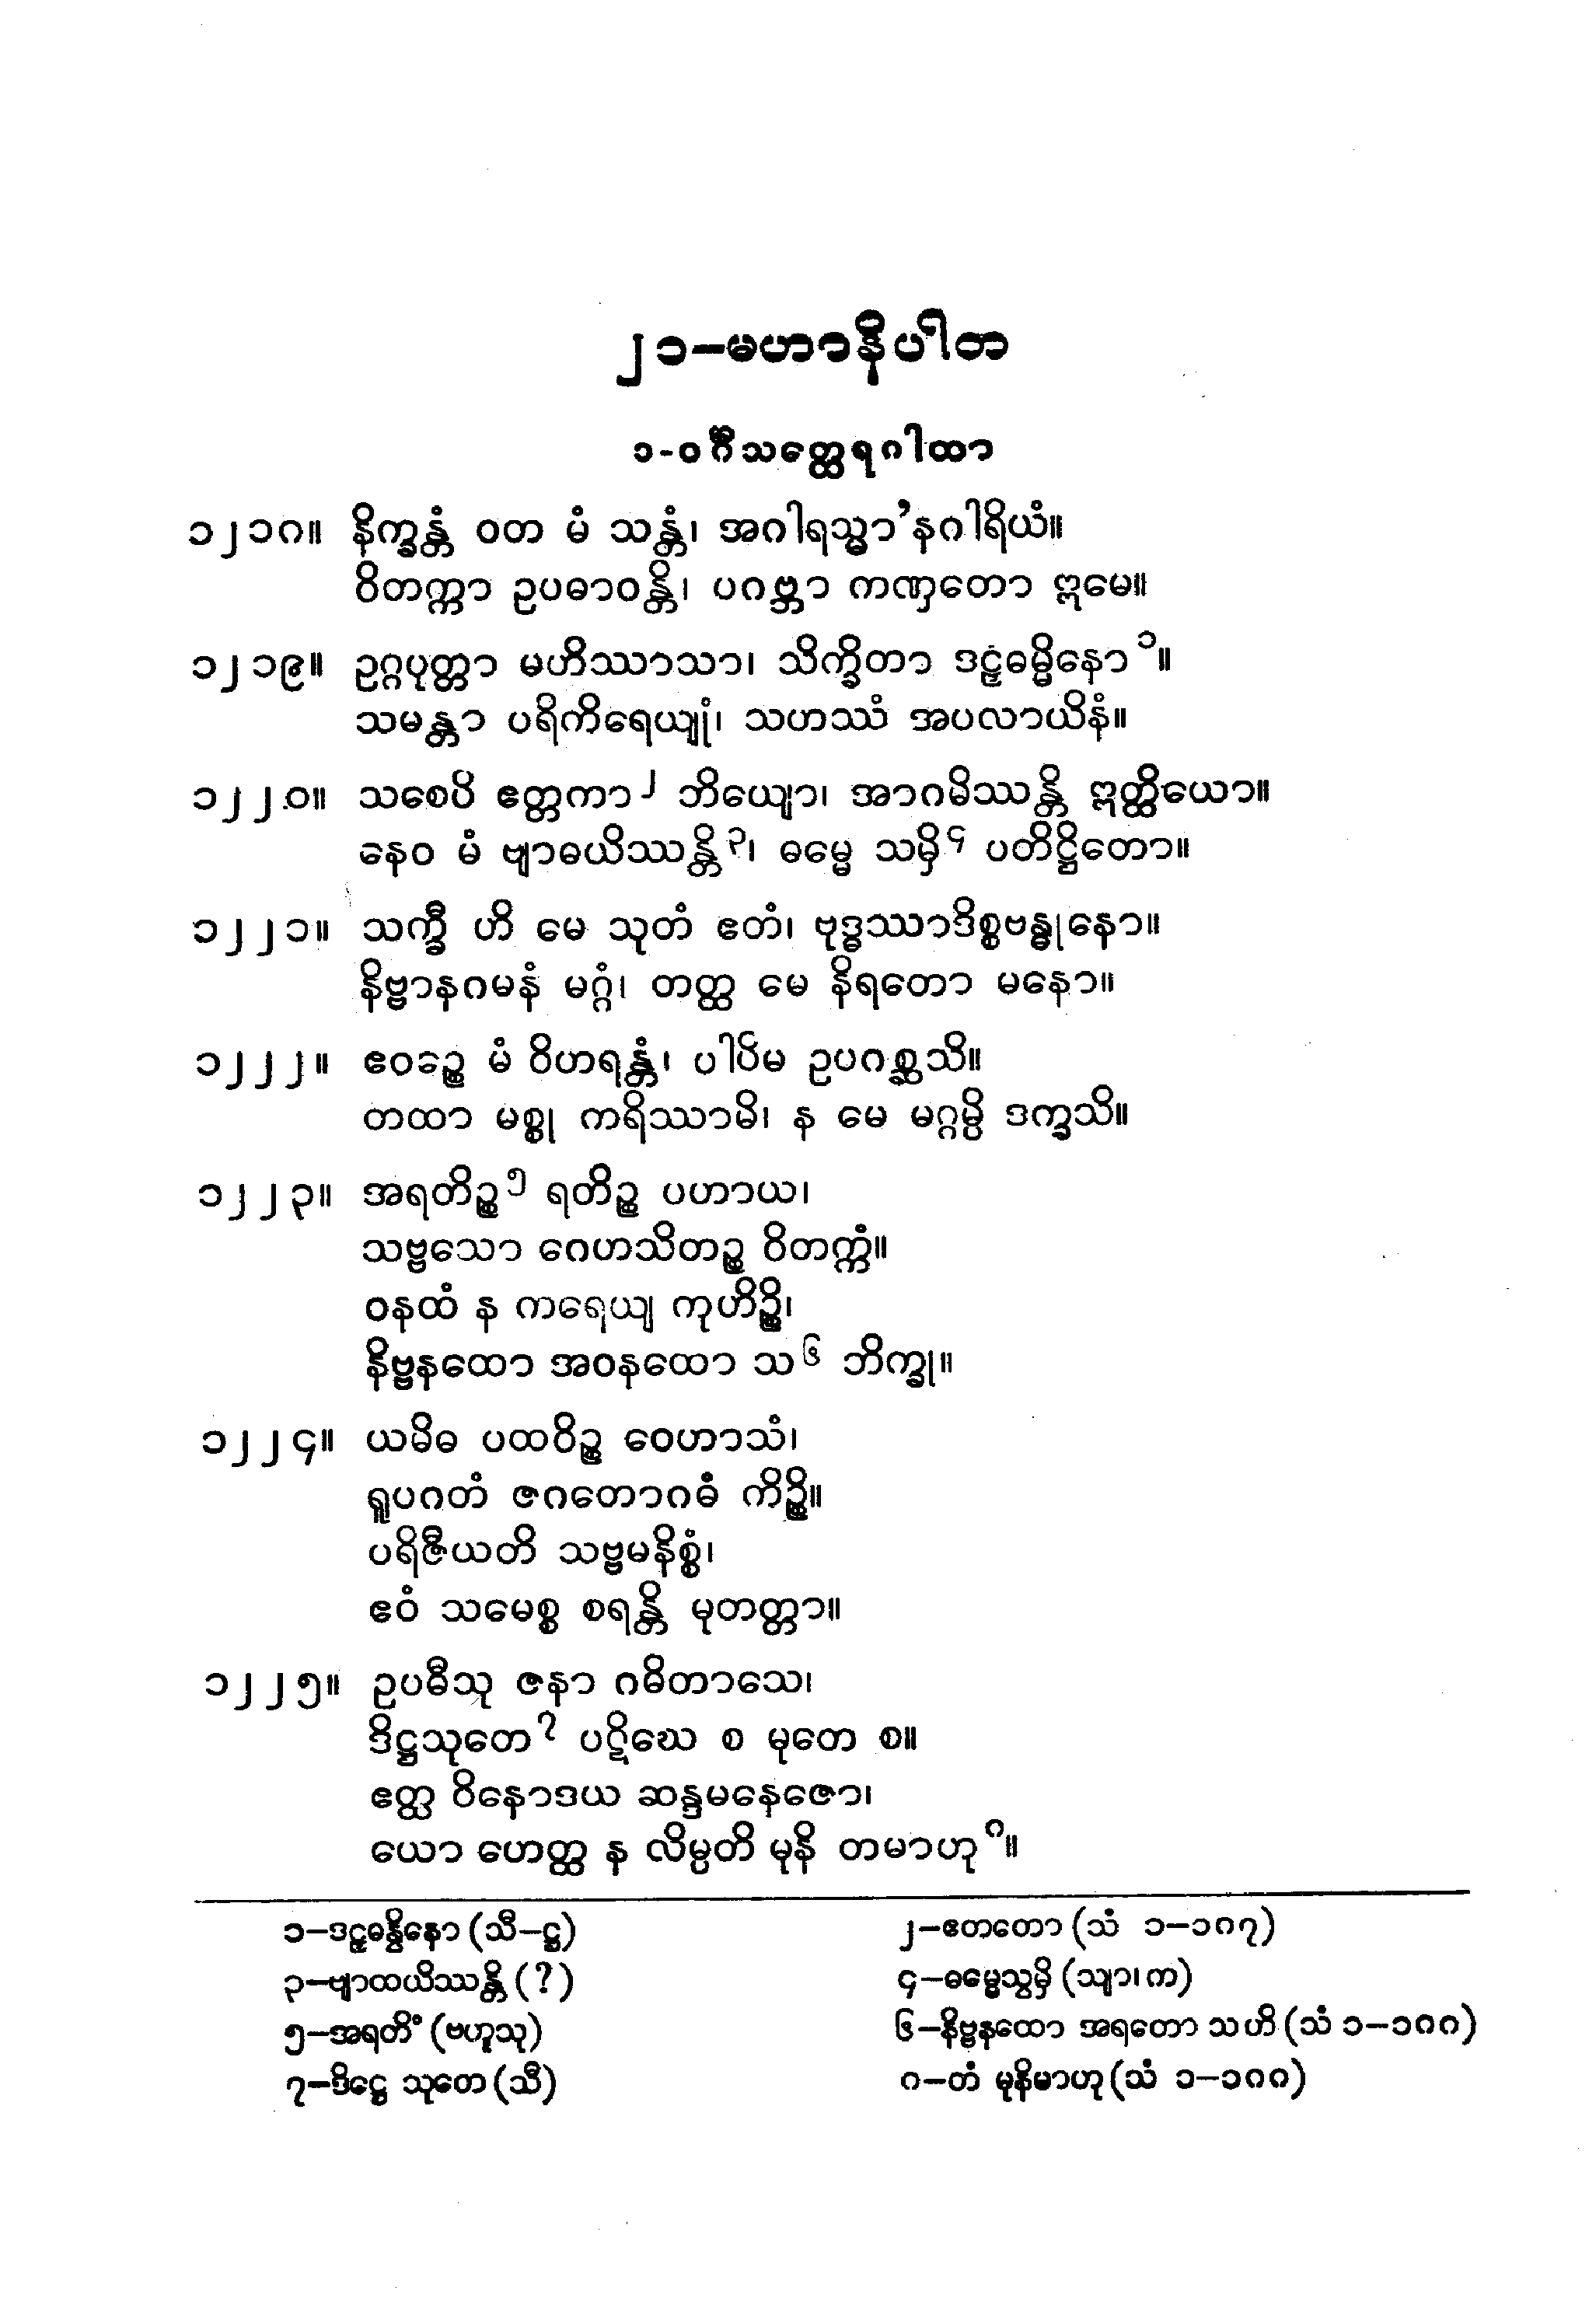 ၂၁–မဟာနိပါတ
၁-ဝင်္ဂီသတ္ထေရဂါထာ
၁၂၁၈။ နိက္ခန္တံ ဝတ မံ သန္တံ၊ အဂါရသ္မာ’နဂါရိယံ။
ဝိတက္ကာ ဥပဓာဝန္တိ၊ ပဂဗ္ဘာ ကဏှတော ဣမေ။
၁၂၁၉။ ဥဂ္ဂပုတ္တာ မဟိဿာသာ၊ သိက္ခိတာ ဒဠှံဓမ္မိနော၁။
သမန္တာ ပရိကိရေယျုံ၊ သဟဿံ အပလာယိနံ။
၁၂၂၀။ သစေပိ ဧတ္တကာ၂ ဘိယျော၊ အာဂမိဿန္တိ ဣတ္ထိယော။
နေဝ မံ ဗျာဓယိဿန္တိ၃၊ ဓမ္မေ သမှိ၄ ပတိဋ္ဌိတော။
၁၂၂၁။ သက္ခီ ဟိ မေ သုတံ ဧတံ၊ ဗုဒ္ဓဿာဒိစ္စဗန္ဓုနော။
နိဗ္ဗာနဂမနံ မဂ္ဂံ၊ တတ္ထ မေ နိရတော မနော။
၁၂၂၂။ ဧဝဉ္စေ မံ ဝိဟရန္တံ၊ ပါပိမ ဥပဂစ္ဆသိ။
တထာ မစ္စု ကရိဿာမိ၊ န မေ မဂ္ဂမ္ပိ ဒက္ခသိ။
၁၂၂၃။ အရတိဉ္စ၅ ရတိဉ္စ ပဟာယ၊
သဗ္ဗသော ဂေဟသိတဉ္စ ဝိတက္ကံ။
ဝနထံ န ကရေယျ ကုဟိဉ္စိ၊
နိဗ္ဗနထော အဝနထော သ၆ ဘိက္ခု။
၁၂၂၄။ ယမိဓ ပထဝိဉ္စ ဝေဟာသံ၊
ရူပဂတံ ဇဂတောဂဓံ ကိဉ္စိ။
ပရိဇီယတိ သဗ္ဗမနိစ္စံ၊
ဧဝံ သမေစ္စ စရန္တိ မုတတ္တာ။
၁၂၂၅။ ဥပဓီသု ဇနာ ဂဓိတာသေ၊
ဒိဋ္ဌသုတေ၇ ပဋိဃေ စ မုတေ စ။
ဧတ္ထ ဝိနောဒယ ဆန္ဒမနေဇော၊
ယော ဟေတ္ထ န လိမ္ပတိ မုနိ တမာဟု၈။
၁–ဒဠှဓန္ဝိနော (သီ–ဋ္ဌ)
၂–ဧတတော (သံ ၁–၁၈၇)
၃–ဗျာထယိဿန္တိ (?)
၄–ဓမ္မေသွမှိ (သျာ၊ က)
၅–အရတိံ (ဗဟူသု)
၆–နိဗ္ဗနထော အရတော သ ဟိ (သံ ၁–၁၈၈)
၇–ဒိဋ္ဌေ သုတေ (သီ)
၈–တံ မုနိမာဟု (သံ ၁–၁၈၈)